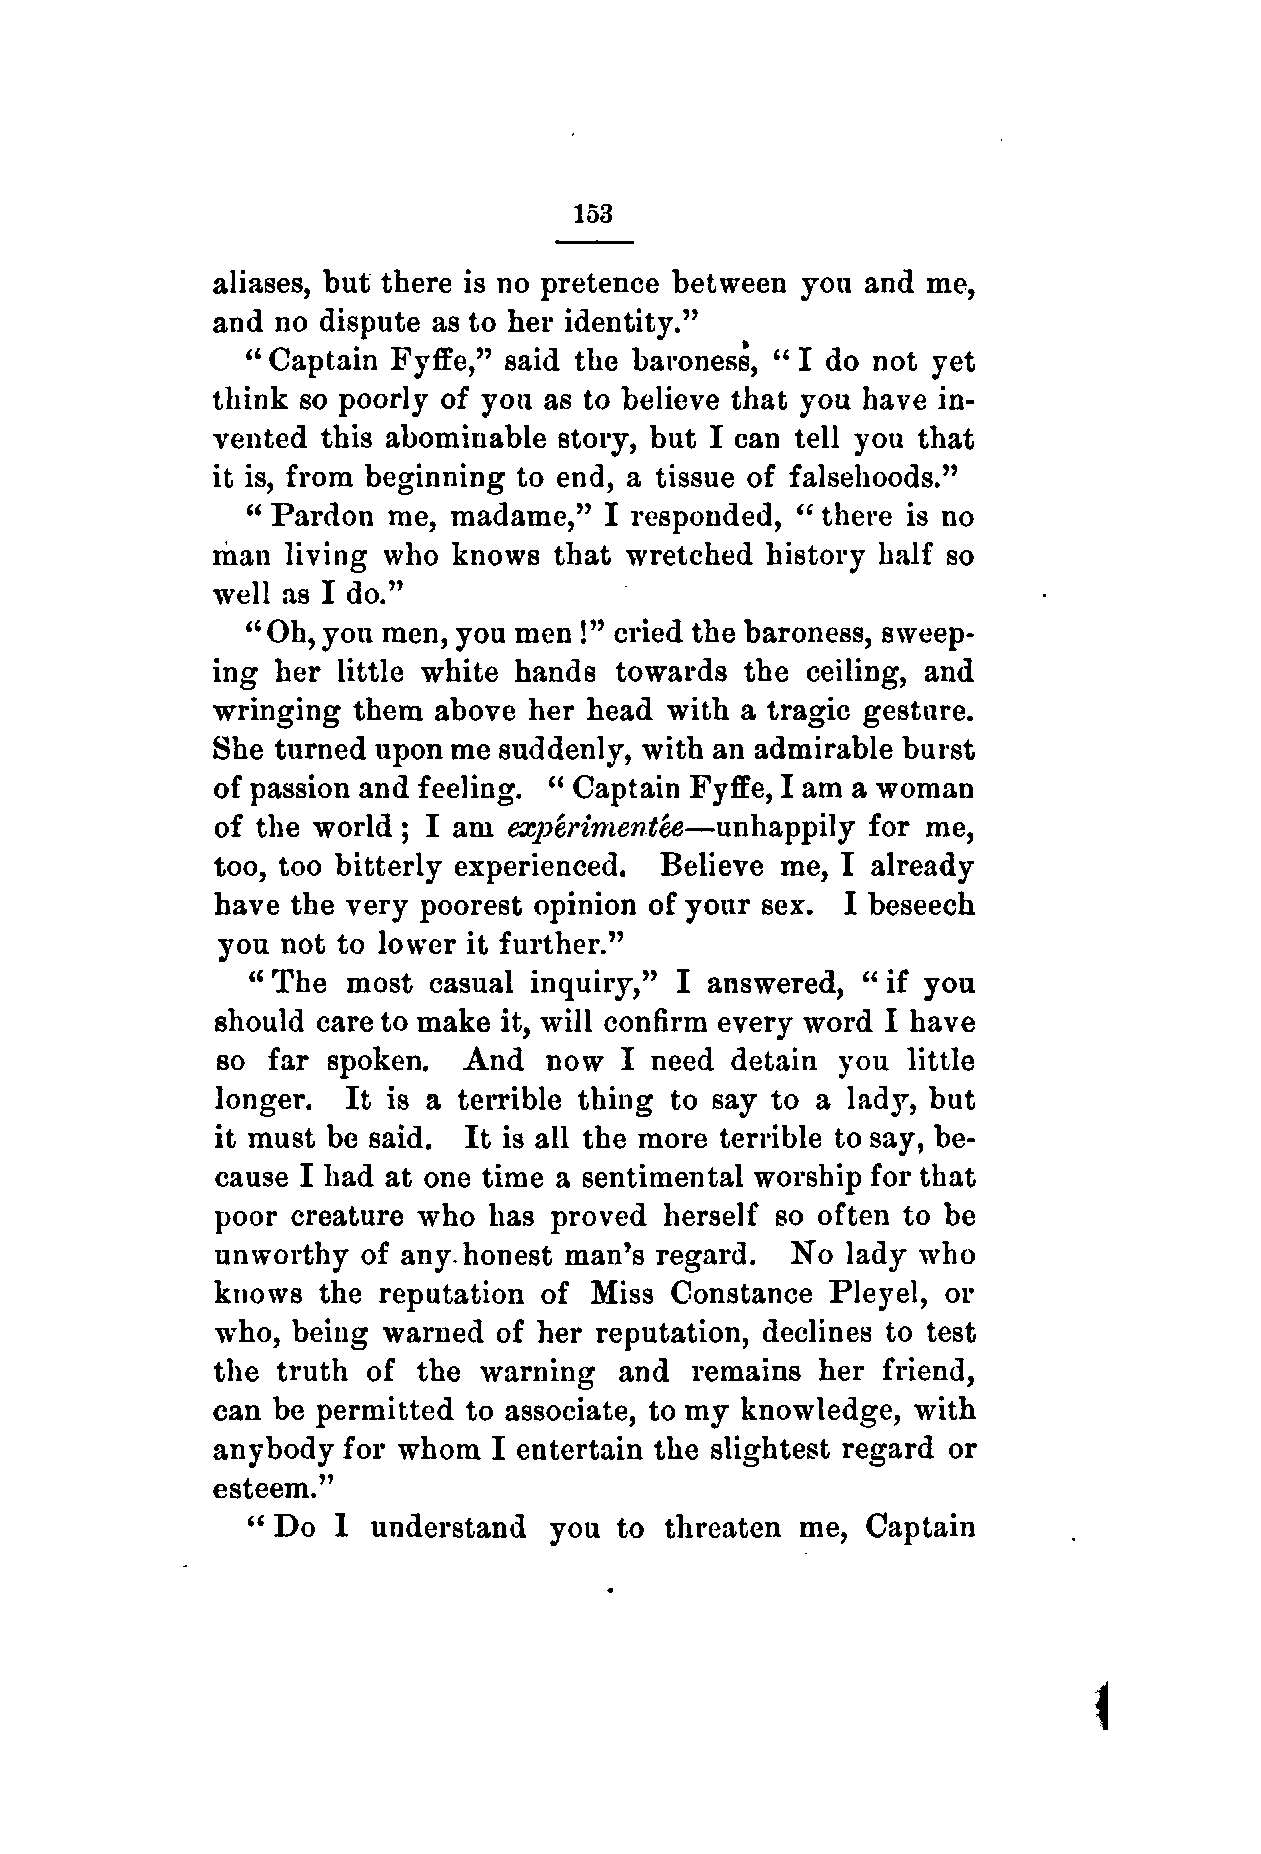 153
aliases, but there is no pretence between you and me,
and no dispute as to her identity.”
“Captain Fyffe,” said the baroness, “I do not yet
think so poorly of you as to believe that you have in-
vented this abominable story, but I can tell you that
it is, from beginning to end, a tissue of falsehoods.”
“Pardon me, madame,” I responded, “there is no
man living who knows that wretched history half so
well as I do.”
“Oh, you men, you men!” cried the baroness, sweep-
ing her little white hands towards the ceiling, and
wringing them above her head with a tragic gesture.
She turned upon me suddenly, with an admirable burst
of passion and feeling. “Captain Fyffe, I am a woman
of the world; I am expérimentée—unhappily for me,
too, too bitterly experienced. Believe me, I already
have the very poorest opinion of your sex. I beseech
you not to lower it further.”
“The most casual inquiry,” I answered, “if you
should care to make it, will confirm every word I have
so far spoken. And now I need detain you little
longer. It is a terrible thing to say to a lady, but
it must be said. It is all the more terrible to say, be-
cause I had at one time a sentimental worship for that
poor creature who has proved herself so often to be
unworthy of any honest man’s regard. No lady who
knows the reputation of Miss Constance Pleyel, or
who, being warned of her reputation, declines to test
the truth of the warning and remains her friend,
can be permitted to associate, to my knowledge, with
anybody for whom I entertain the slightest regard or
esteem.”
“Do I understand you to threaten me, Captain